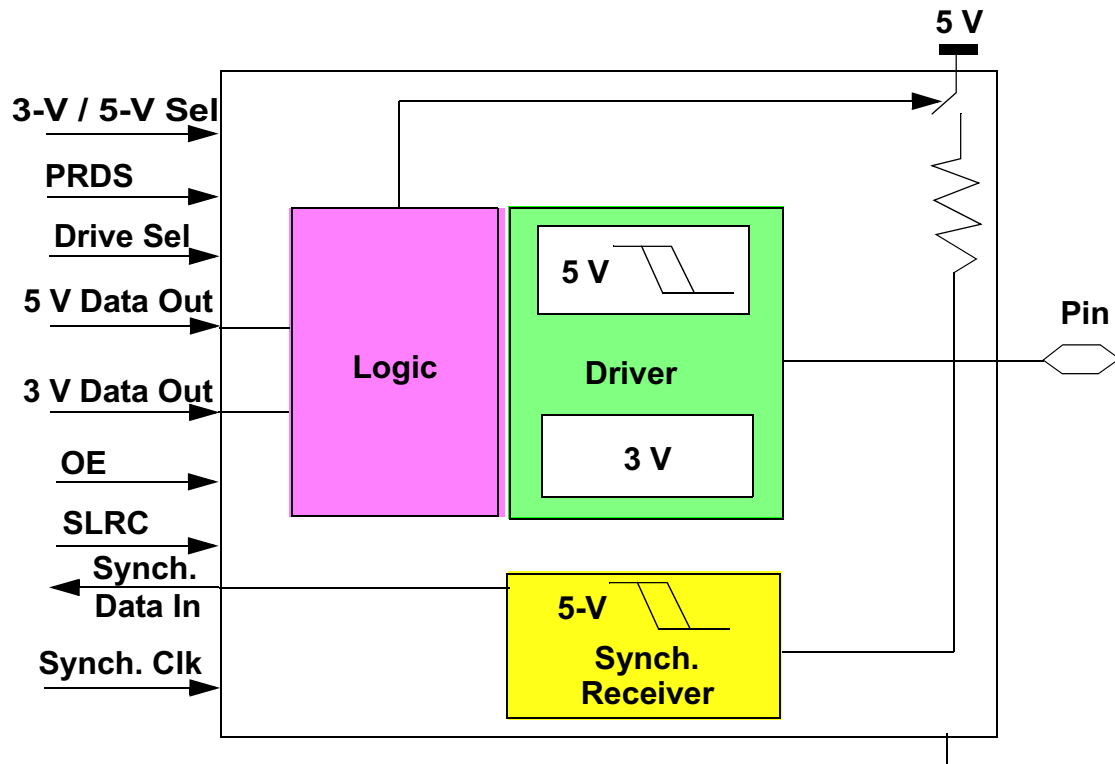 5 V
3-V / 5-V Sel
PRDS
Drive Sel
5 V Data Out
3 V Data Out
OE
SLRC
Synch.
Data In
Synch. Clk
Logic
5 V
Driver
3 V
5-V
Synch.
Receiver
Pin